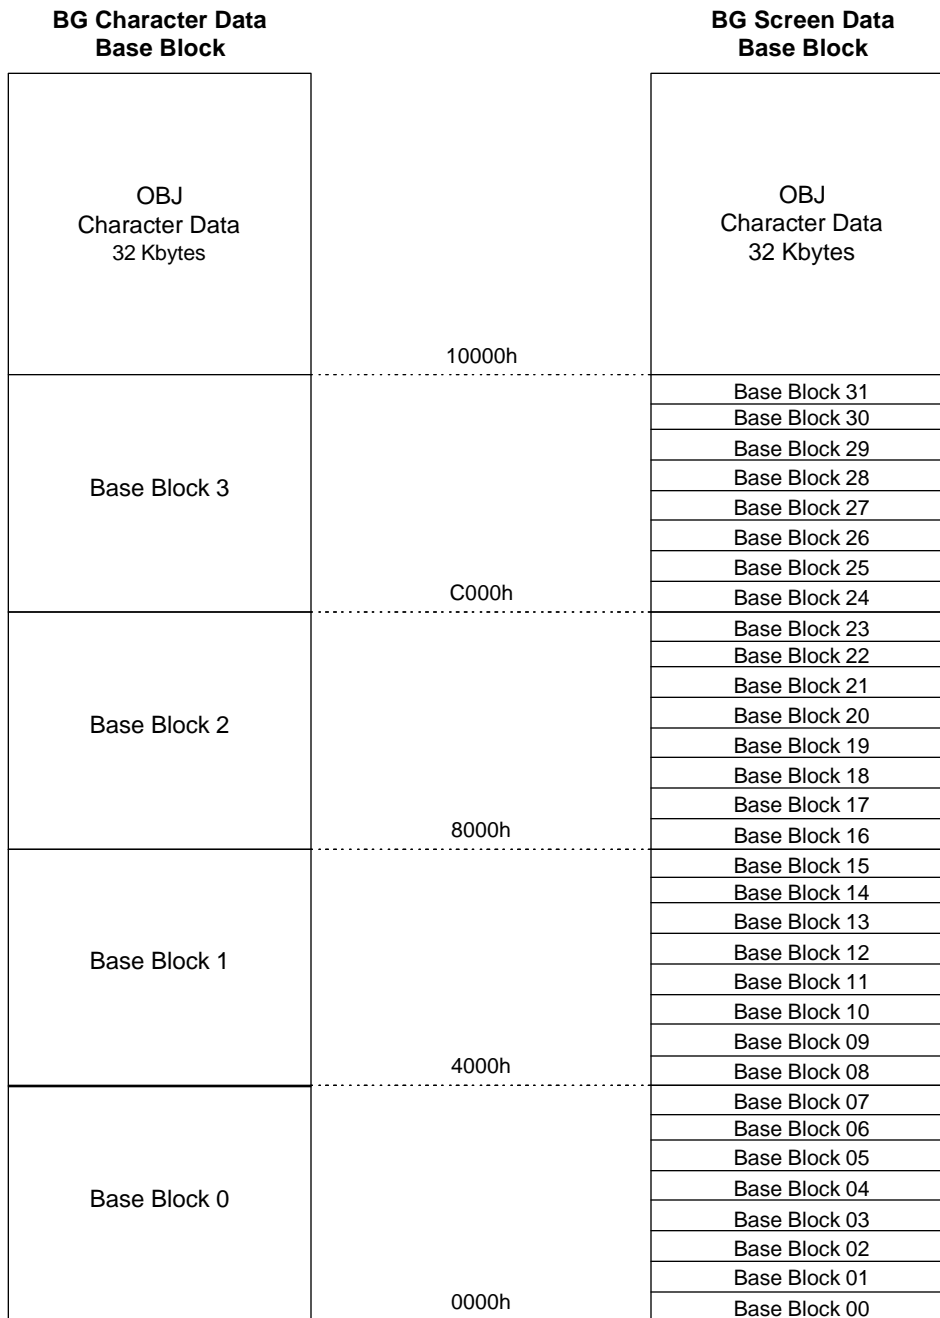 BG Character Data
Base Block
BG Screen Data
Base Block
OBJ
Character Data
32 Kbytes
OBJ
Character Data
32 Kbytes
10000h
Base Block 3
C000h
Base Block 2
8000h
Base Block 1
4000h
Base Block 0
0000h
Base Block 31
Base Block 30
Base Block 29
Base Block 28
Base Block 27
Base Block 26
Base Block 25
Base Block 24
Base Block 23
Base Block 22
Base Block 21
Base Block 20
Base Block 19
Base Block 18
Base Block 17
Base Block 16
Base Block 15
Base Block 14
Base Block 13
Base Block 12
Base Block 11
Base Block 10
Base Block 09
Base Block 08
Base Block 07
Base Block 06
Base Block 05
Base Block 04
Base Block 03
Base Block 02
Base Block 01
Base Block 00